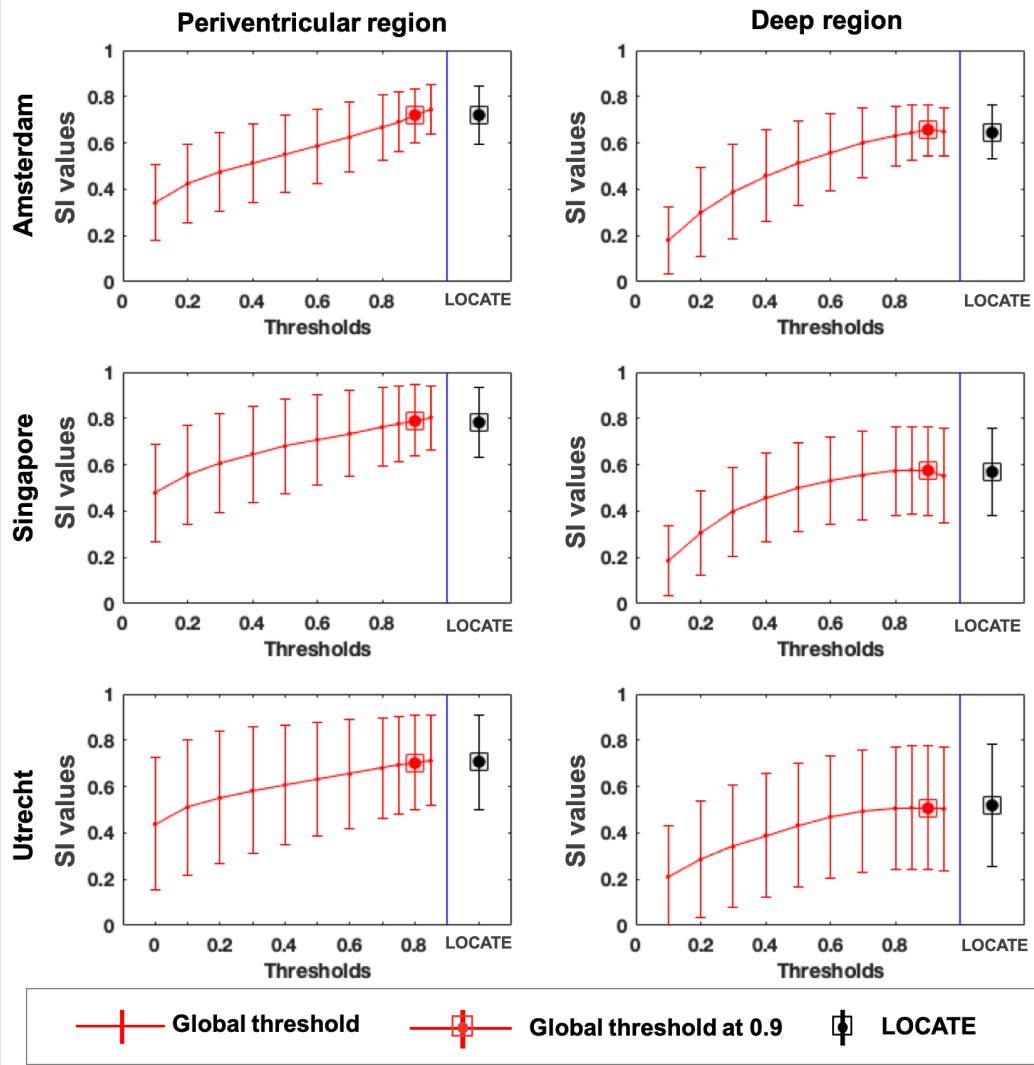 Periventricular region Deep region
Amsterdam
SI values
1
0.8
0.6
0.4
0.2
0
0 0.2 0.4 0.6 0.8 LOCATE
Thresholds
SI values
1
0.8
0.6
0.4
0.2
0
0 0.2 0.4 0.6 0.8 LOCATE
Thresholds
Singapore
SI values
1
0.8
0.6
0.4
0.2
0
0 0.2 0.4 0.6 0.8 LOCATE
Thresholds
SI values
1
0.8
0.6
0.4
0.2
0
0 0.2 0.4 0.6 0.8 LOCATE
Thresholds
Utrecht
SI values
1
0.8
0.6
0.4
0.2
0
0 0.2 0.4 0.6 0.8 LOCATE
Thresholds
SI values
1
0.8
0.6
0.4
0.2
0
0 0.2 0.4 0.6 0.8 LOCATE
Thresholds
Global threshold Global threshold at 0.9 LOCATE